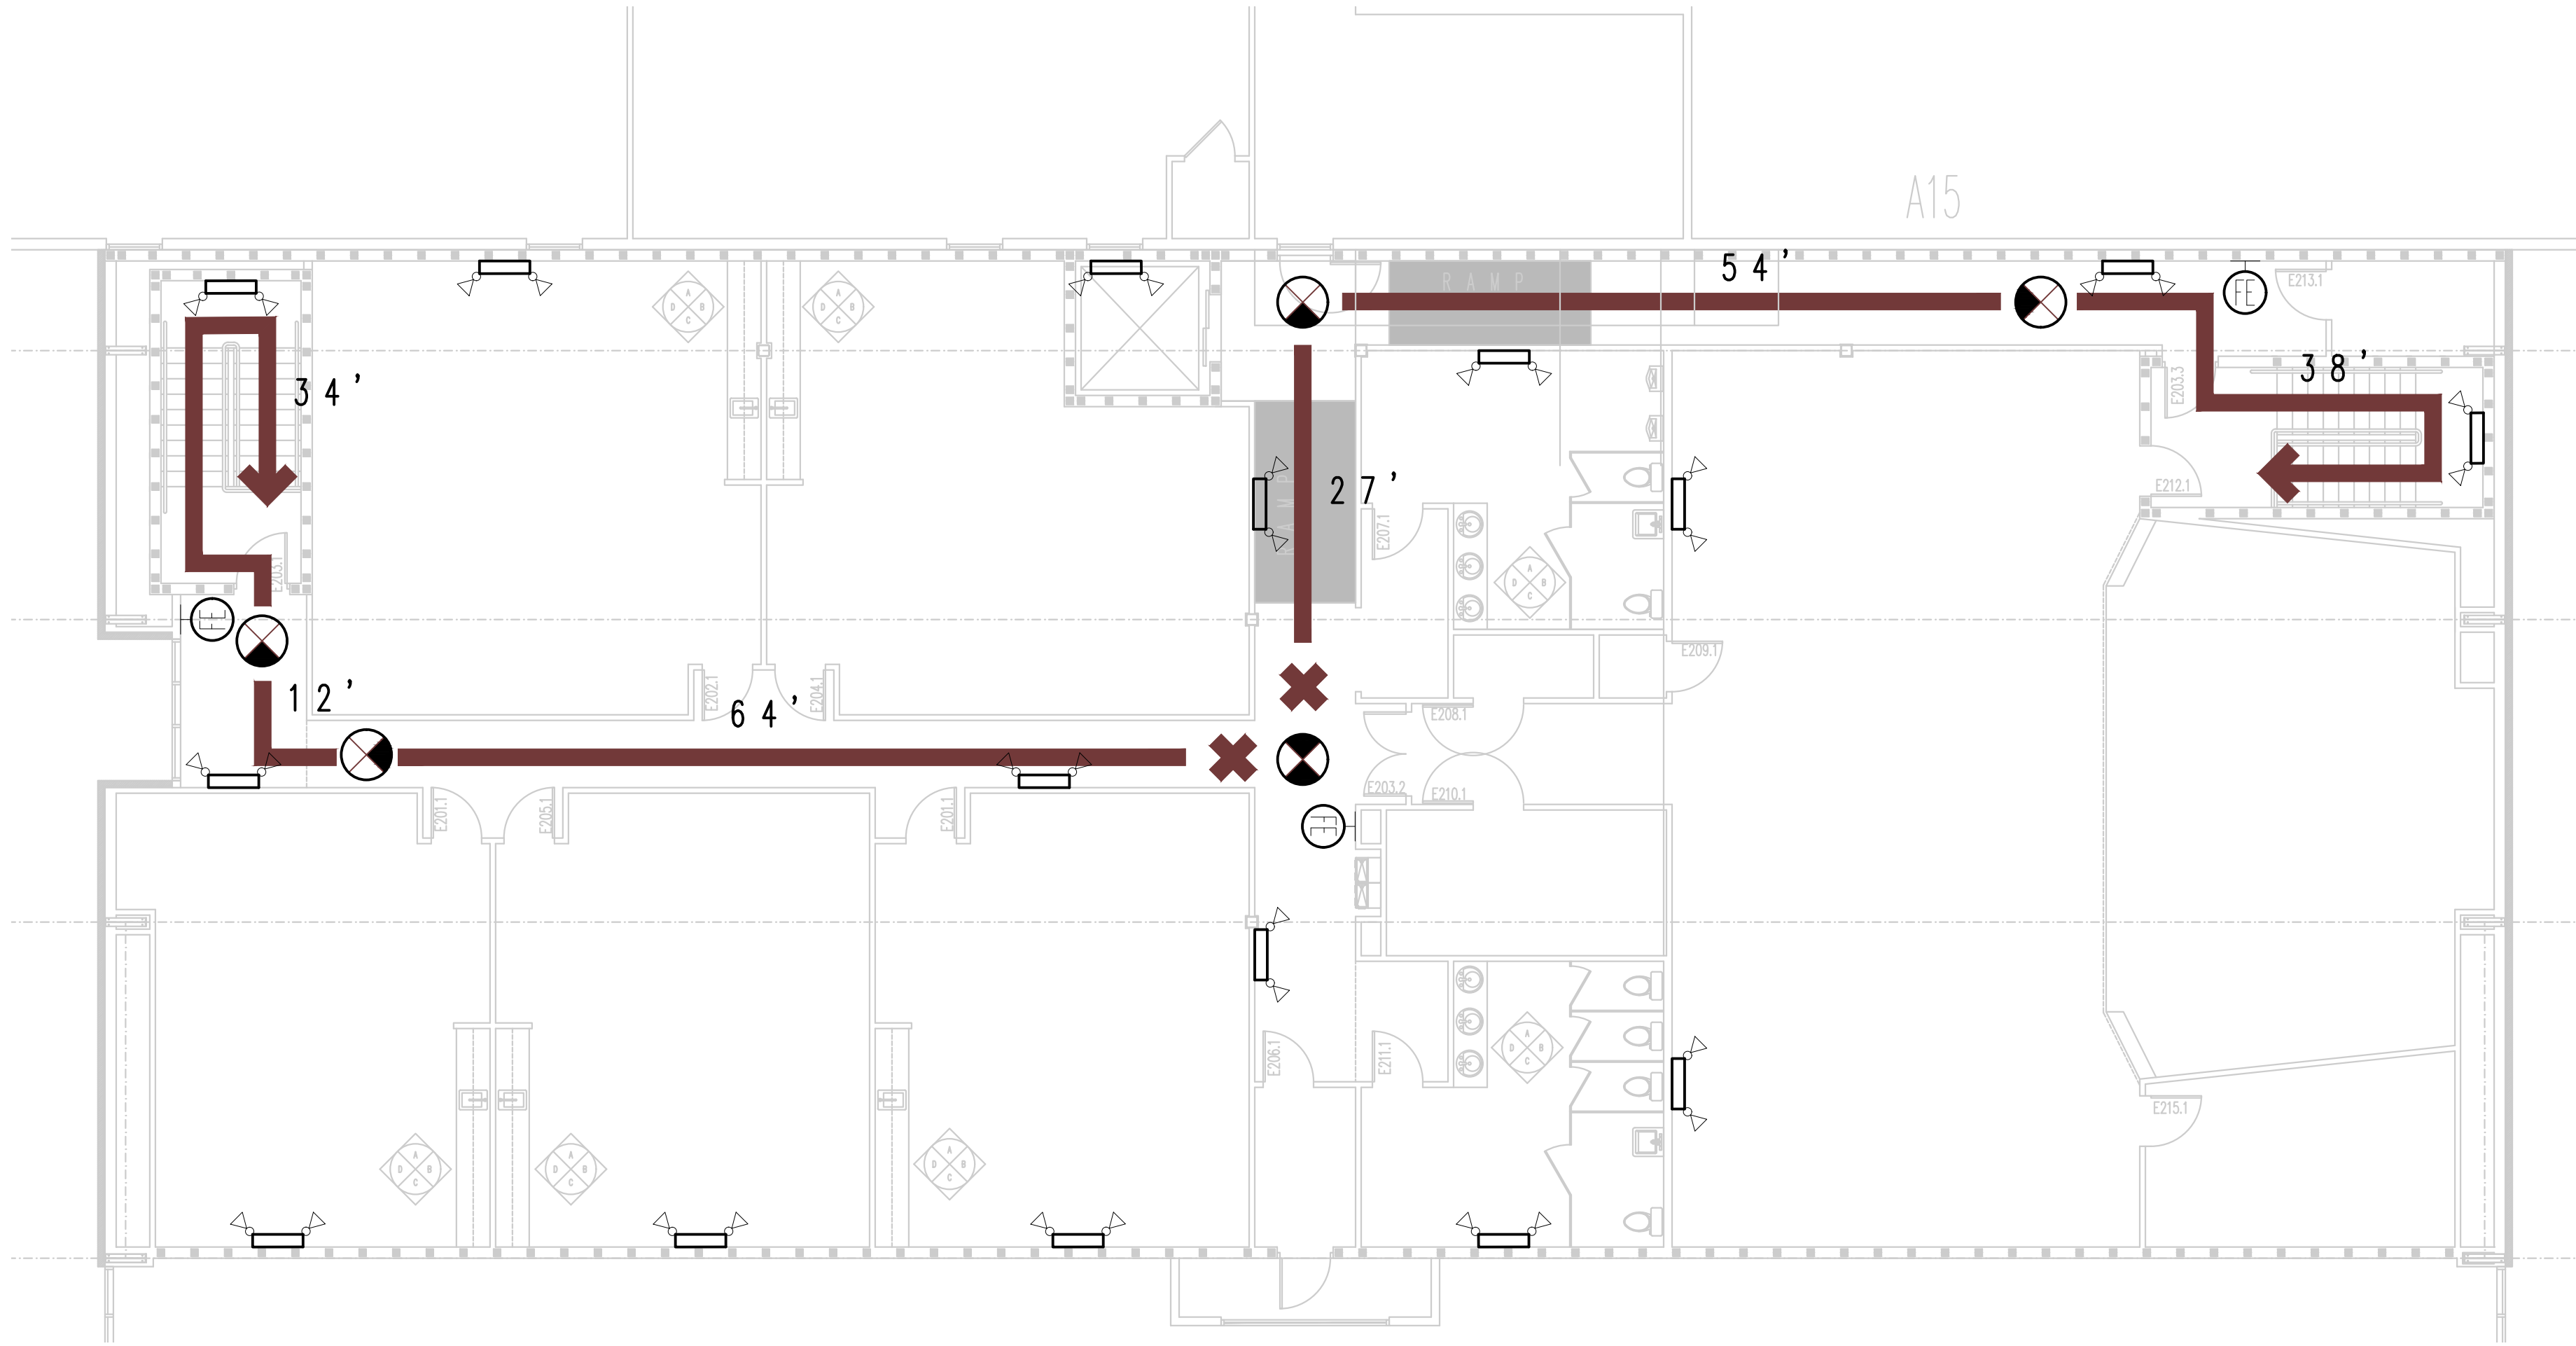 A15
54'
RAMP
FE
E213.1
A
D B
C
A
D B
C
34'
38'
E203.3
27'
RAMP
E207.1
E212.1
A
D B
C
E203.1
FE
E209.1
12'
E202.1
64'
E204.1
E208.1
E203.2
E210.1
E201.1
E205.1
E201.1
FE
E206.1
E211.1
A
D B
C
E215.1
A
D B
C
A
D B
C
A
D B
C